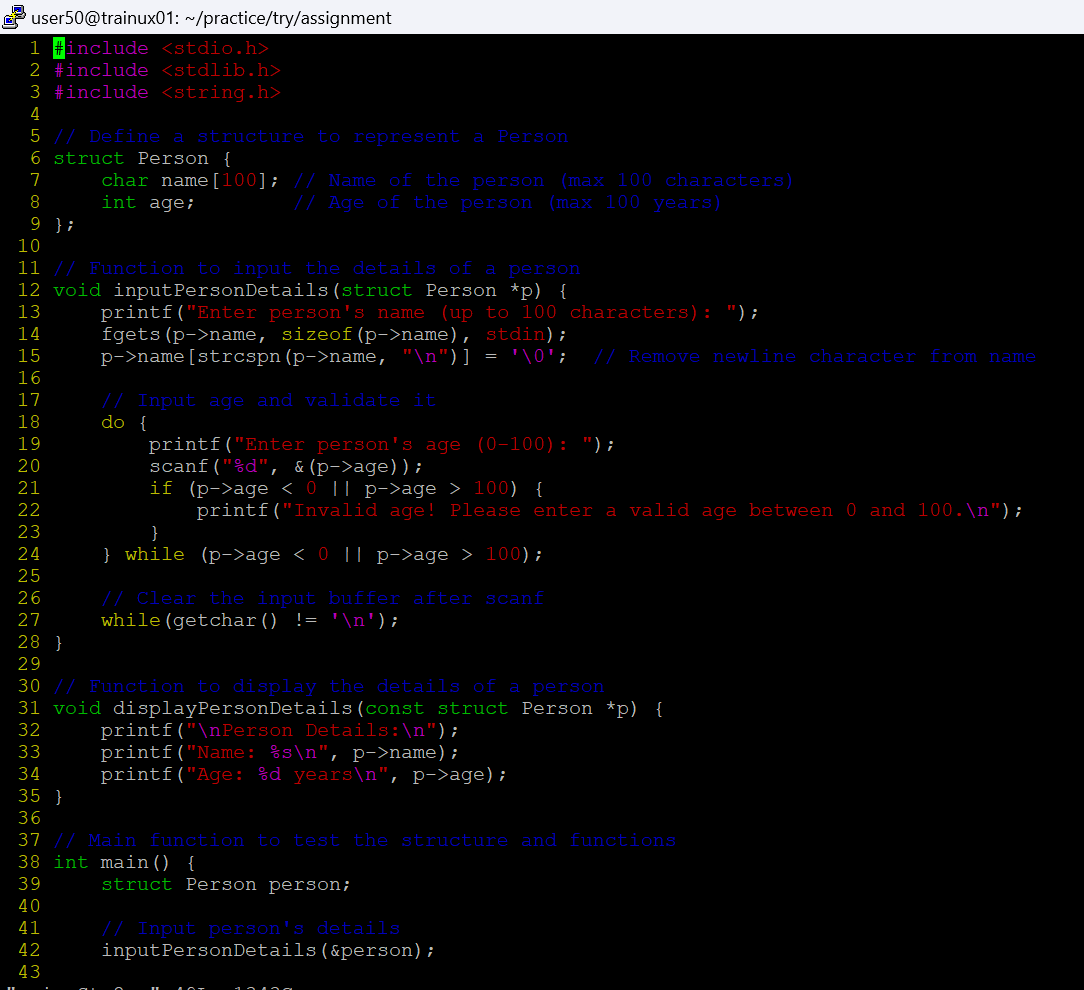 user50@trainux01: ~/practice/try/assignment
1 #include <stdio.h>
2 #include <stdlib.h>
3 #include <string.h>
4
5 // Define a structure to represent a Person
6 struct Person {
7     char name[100]; // Name of the person (max 100 characters)
8     int age;        // Age of the person (max 100 years)
9 };
10
11 // Function to input the details of a person
12 void inputPersonDetails(struct Person *p) {
13     printf("Enter person's name (up to 100 characters): ");
14     fgets(p->name, sizeof(p->name), stdin);
15     p->name[strcspn(p->name, "\n")] = '\0';  // Remove newline character from name
16
17     // Input age and validate it
18     do {
19         printf("Enter person's age (0-100): ");
20         scanf("%d", &(p->age));
21         if (p->age < 0 || p->age > 100) {
22             printf("Invalid age! Please enter a valid age between 0 and 100.\n");
23         }
24     } while (p->age < 0 || p->age > 100);
25
26     // Clear the input buffer after scanf
27     while(getchar() != '\n');
28 }
29
30 // Function to display the details of a person
31 void displayPersonDetails(const struct Person *p) {
32     printf("\nPerson Details:\n");
33     printf("Name: %s\n", p->name);
34     printf("Age: %d years\n", p->age);
35 }
36
37 // Main function to test the structure and functions
38 int main() {
39     struct Person person;
40
41     // Input person's details
42     inputPersonDetails(&person);
43